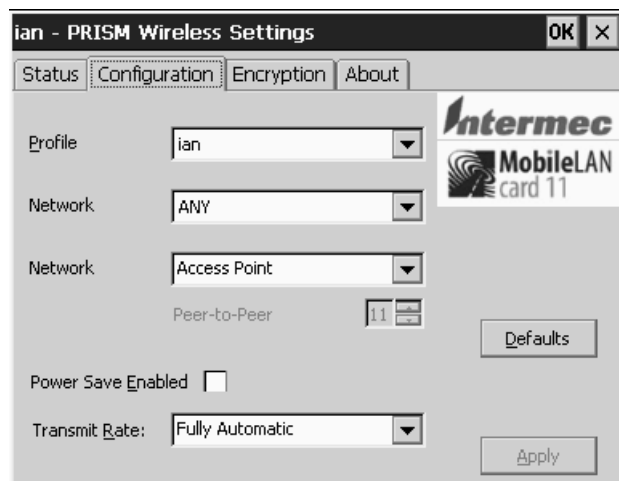 ian - PRISM Wireless Settings OK ×
Status Configuration Encryption About
Intermec
MobileLAN
card 11
Profile ian
Network ANY
Network Access Point
Peer-to-Peer 11
Defaults
Power Save Enabled
Transmit Rate: Fully Automatic
Apply